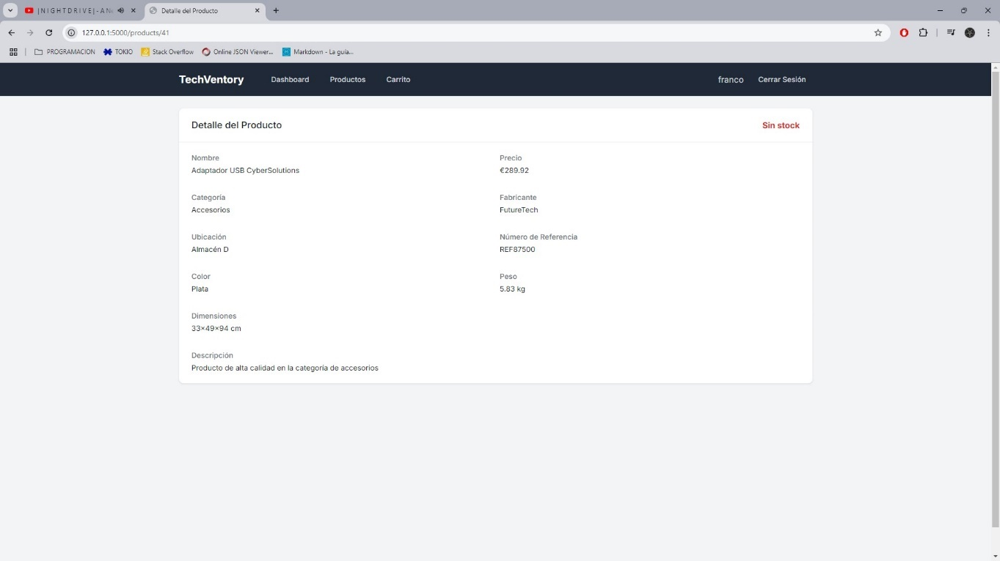 |N I G H T D R I V E|- A N
Detalle del Producto
127.0.0.1:5000/products/41
PROGRAMACION TOKIO Stack Overflow Online JSON Viewer... Markdown - La guía...
TechVentory Dashboard Productos Carrito franco Cerrar Sesión
Detalle del Producto Sin stock
Nombre Precio
Adaptador USB CyberSolutions €289.92
Categoría Fabricante
Accesorios FutureTech
Ubicación Número de Referencia
Almacén D REF87500
Color Peso
Plata 5.83 kg
Dimensiones
33×49×94 cm
Descripción
Producto de alta calidad en la categoría de accesorios